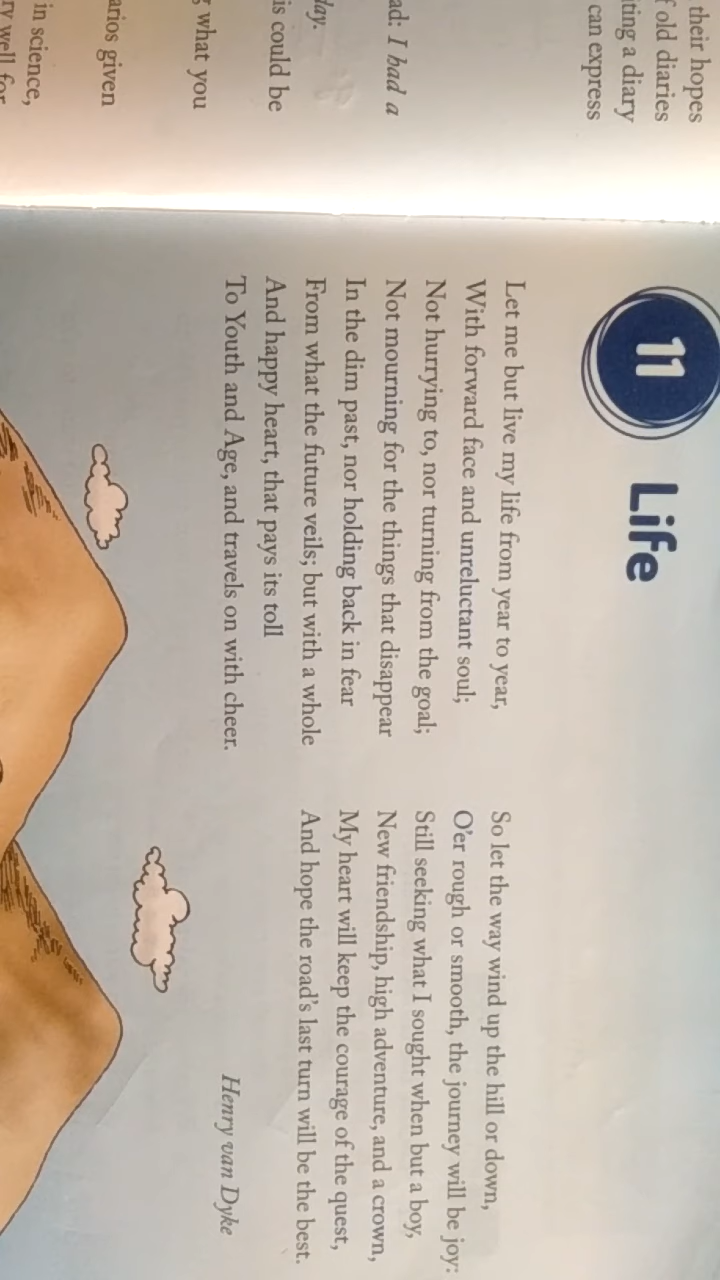 their hopes
old diaries
ting a diary
can express
ad: I had a
day.
is could be
what you
arios given
in science,
ry well for
11 Life
Let me but live my life from year to year,
With forward face and unreluctant soul;
Not hurrying to, nor turning from the goal;
Not mourning for the things that disappear
In the dim past, nor holding back in fear
From what the future veils; but with a whole
And happy heart, that pays its toll
To Youth and Age, and travels on with cheer.
So let the way wind up the hill or down,
O'er rough or smooth, the journey will be joy:
Still seeking what I sought when but a boy,
New friendship, high adventure, and a crown,
My heart will keep the courage of the quest,
And hope the road's last turn will be the best.
Henry van Dyke